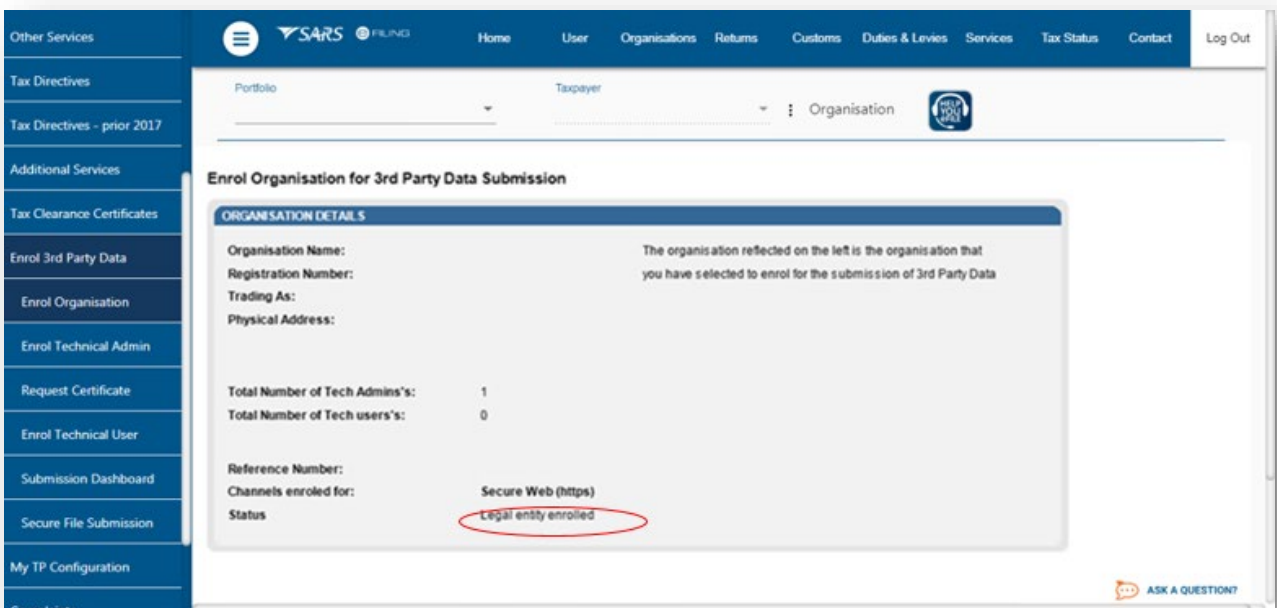 Other Services
Tax Directives
Tax Directives - prior 2017
Additional Services
Tax Clearance Certificates
Enrol 3rd Party Data
Enrol Organisation
Enrol Technical Admin
Request Certificate
Enrol Technical User
Submission Dashboard
Secure File Submission
My TP Configuration
SARS eFILING
Home User Organisations Returns Customs Duties & Levies Services Tax Status Contact Log Out
Portfolio Taxpayer
Organisation
HELP YOU eFILE
Enrol Organisation for 3rd Party Data Submission
ORGANISATION DETAILS
Organisation Name: The organisation reflected on the left is the organisation that
Registration Number: you have selected to enrol for the submission of 3rd Party Data
Trading As:
Physical Address:
Total Number of Tech Admins's: 1
Total Number of Tech users's: 0
Reference Number:
Channels enroled for: Secure Web (https)
Status Legal entity enrolled
ASK A QUESTION?